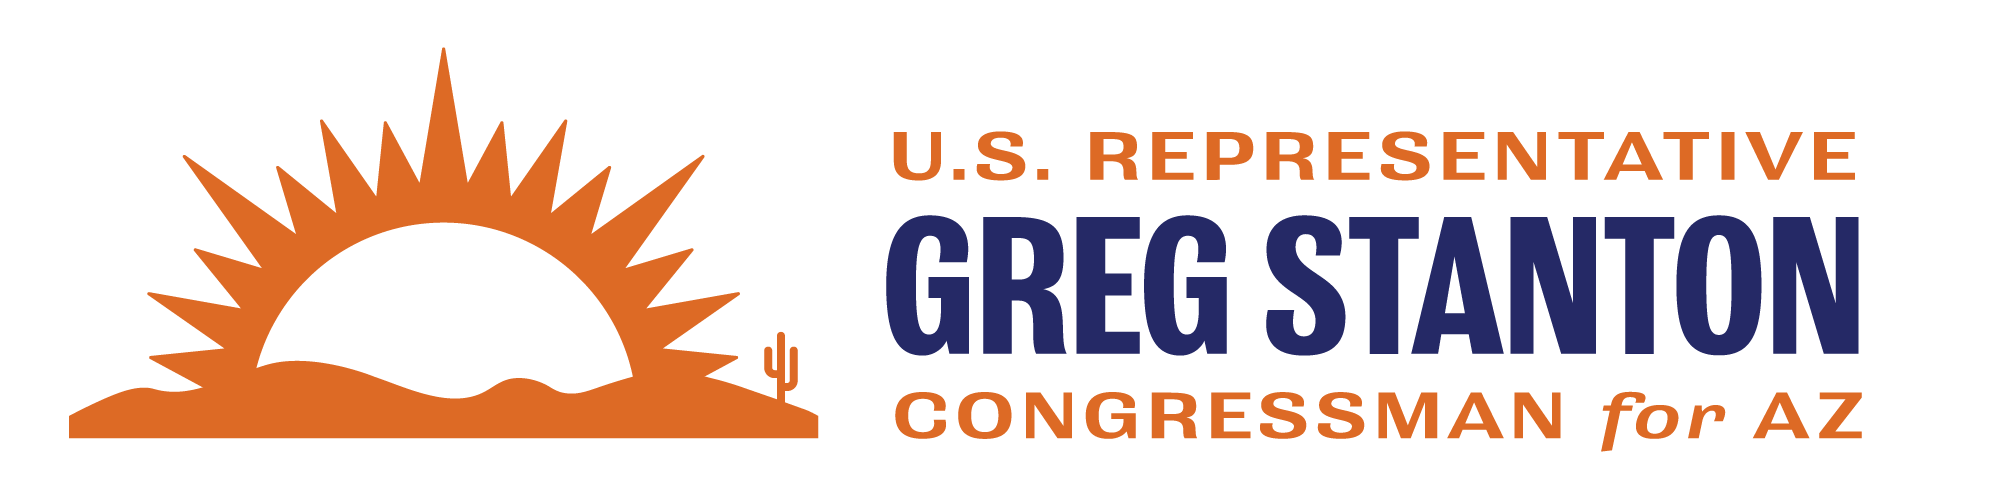 U.S. REPRESENTATIVE
GREG STANTON
CONGRESSMAN for AZ